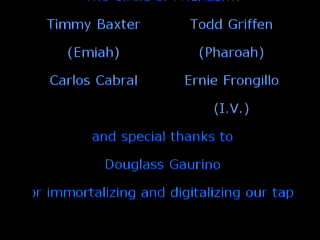 Timmy Baxter Todd Griffen
(Emiah) (Pharoah)
Carlos Cabral Ernie Frongillo
(I.V.)
and special thanks to
Douglass Gaurino
or immortalizing and digitalizing our tap